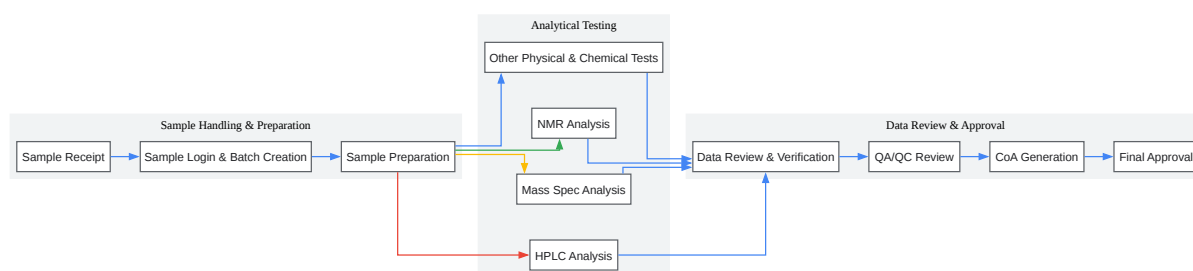 Analytical Testing
Other Physical & Chemical Tests
NMR Analysis
Mass Spec Analysis
HPLC Analysis
Sample Handling & Preparation
Sample Receipt
Sample Login & Batch Creation
Sample Preparation
Data Review & Approval
Data Review & Verification
QA/QC Review
CoA Generation
Final Approval